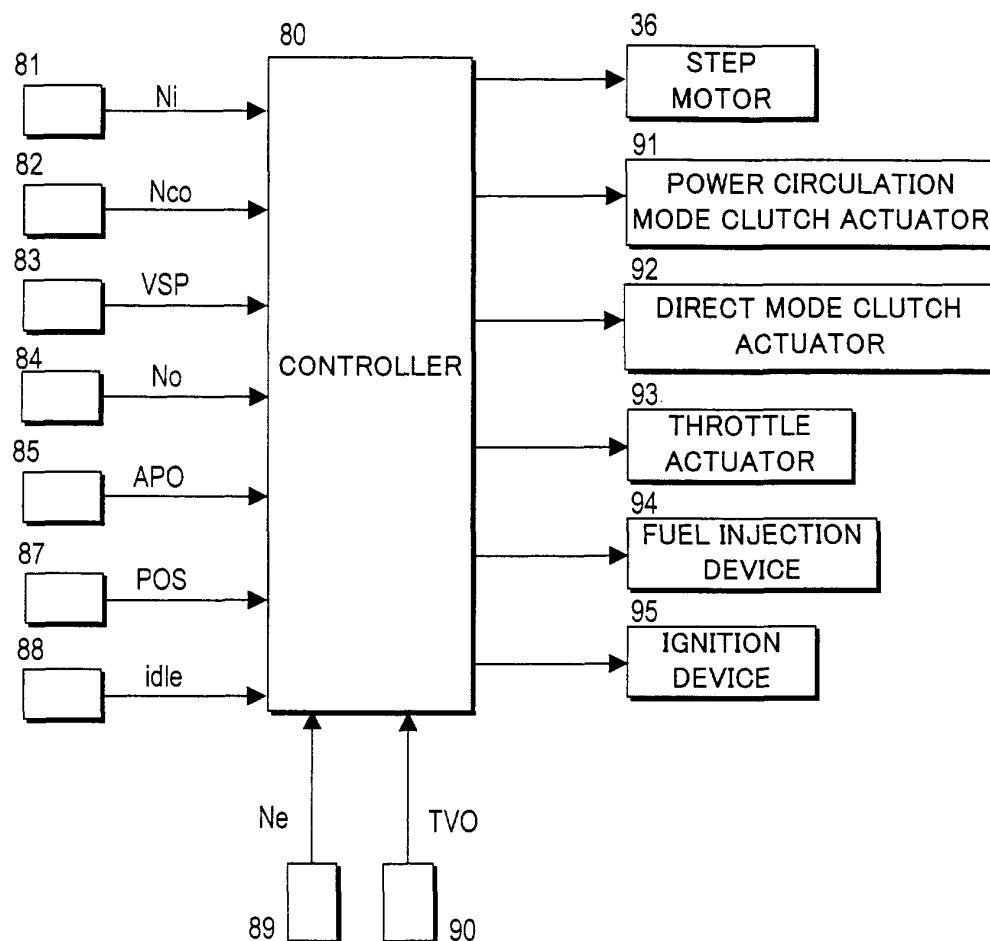 80
36
81
Ni
STEP
MOTOR
82
Nco
91
POWER CIRCULATION
MODE CLUTCH ACTUATOR
83
VSP
92
DIRECT MODE CLUTCH
ACTUATOR
84
No
CONTROLLER
93
THROTTLE
ACTUATOR
85
APO
94
FUEL INJECTION
DEVICE
87
POS
95
IGNITION
DEVICE
88
idle
Ne
TVO
89
90